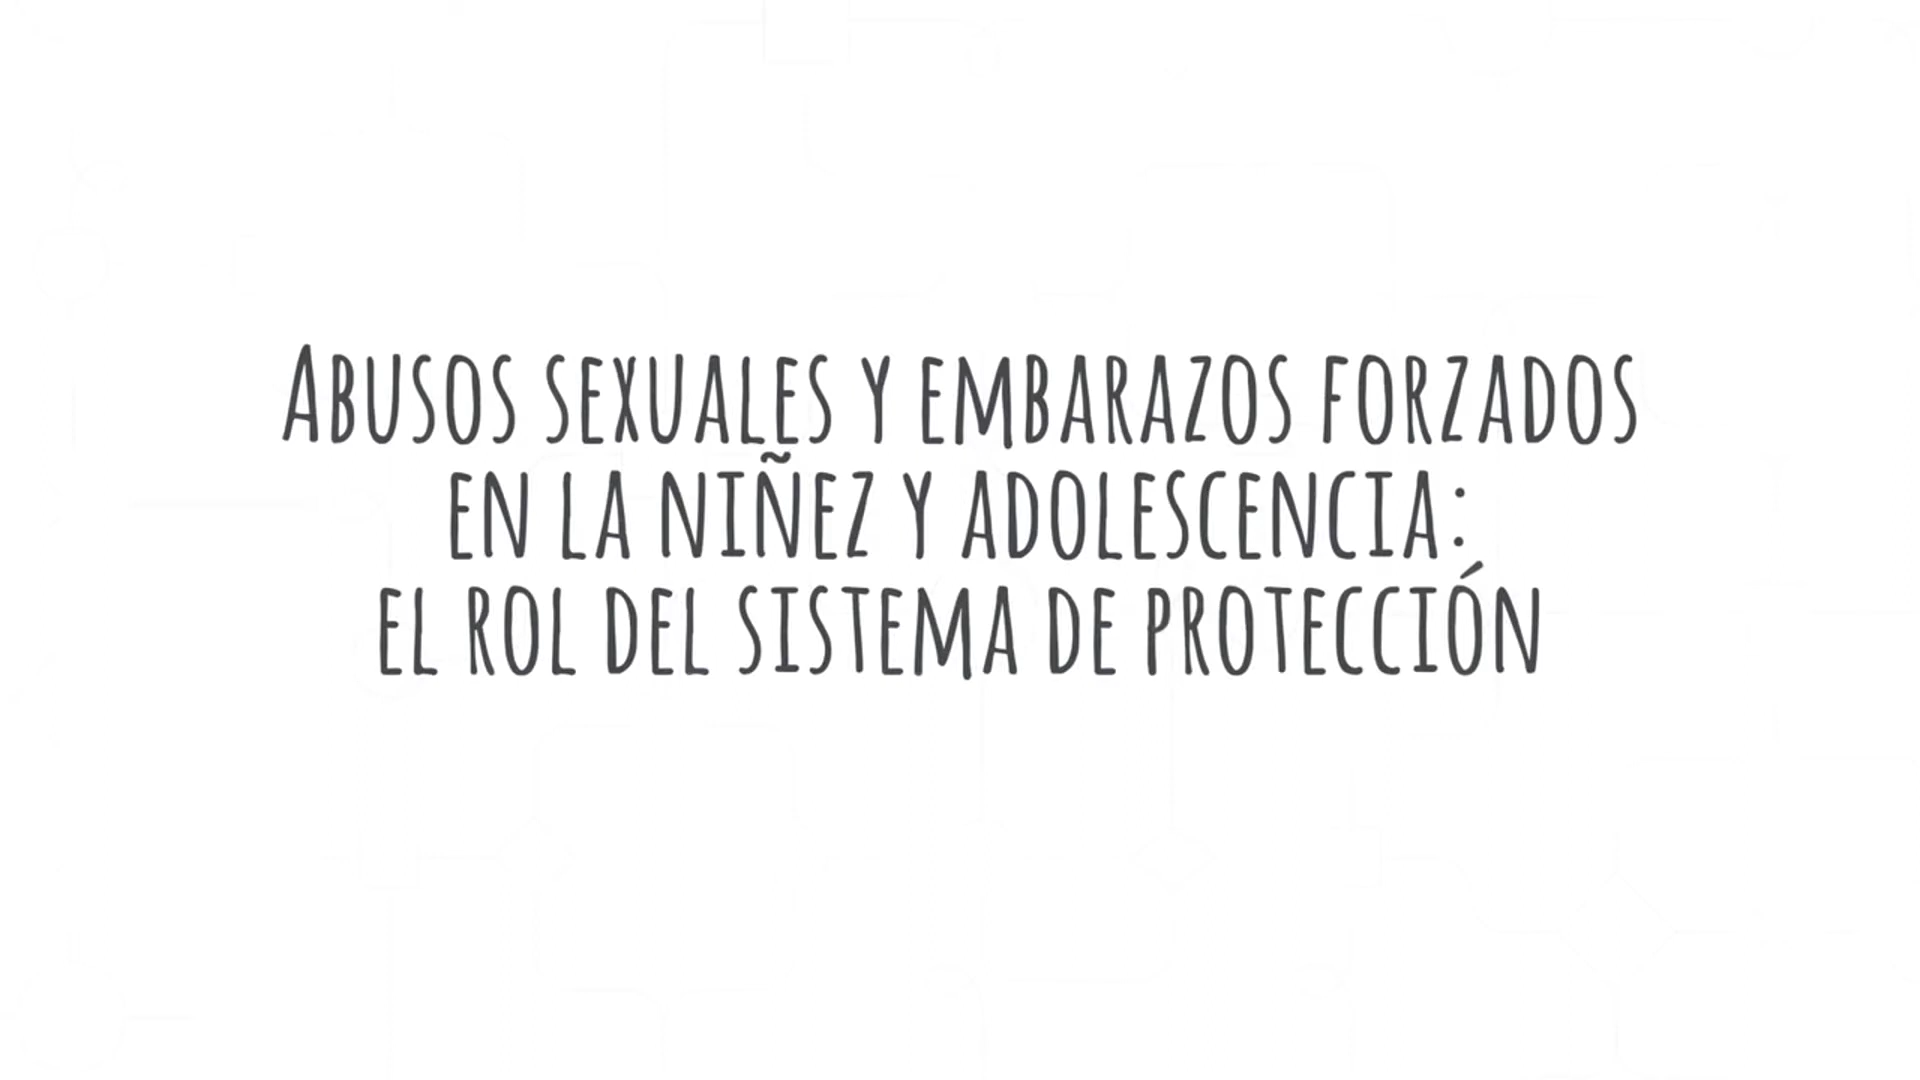 Abusos sexuales y embarazos forzados
en la niñez y adolescencia:
el rol del sistema de protección